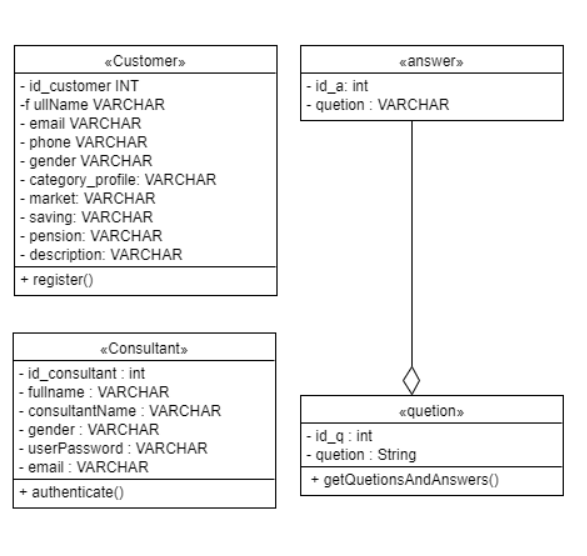 «Customer»
- id_customer INT
-f ullName VARCHAR
- email VARCHAR
- phone VARCHAR
- gender VARCHAR
- category_profile: VARCHAR
- market: VARCHAR
- saving: VARCHAR
- pension: VARCHAR
- description: VARCHAR
+ register()
«Consultant»
- id_consultant : int
- fullname : VARCHAR
- consultantName : VARCHAR
- gender : VARCHAR
- userPassword : VARCHAR
- email : VARCHAR
+ authenticate()
«answer»
- id_a: int
- quetion : VARCHAR
«quetion»
- id_q : int
- quetion : String
+ getQuetionsAndAnswers()